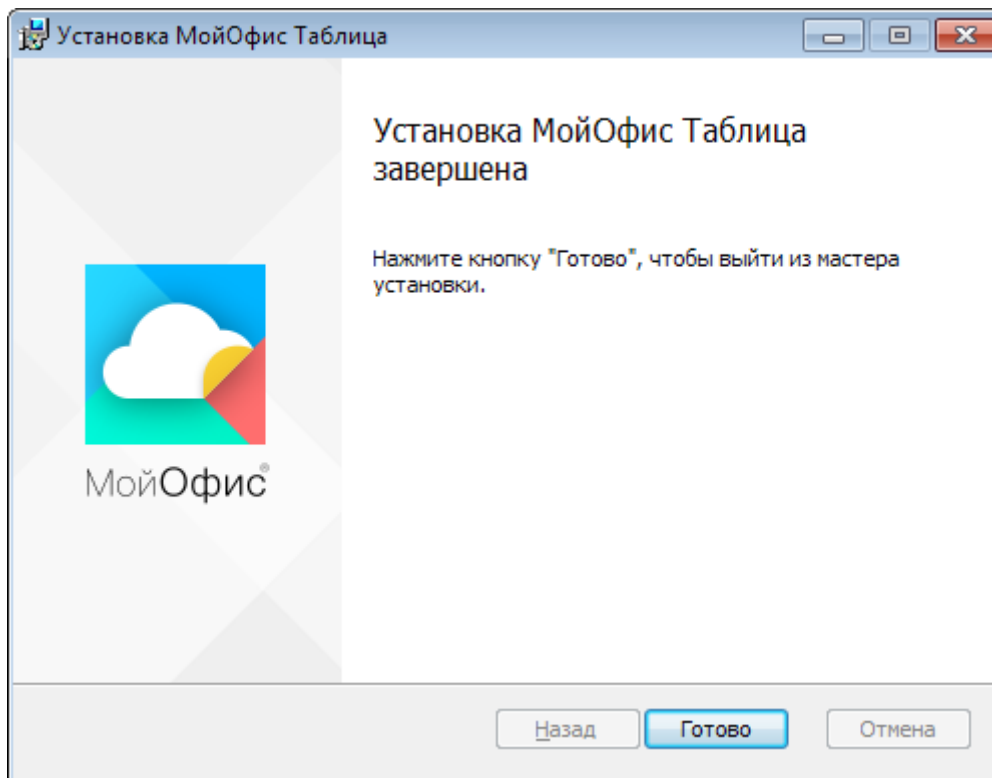 Установка МойОфис Таблица
Установка МойОфис Таблица
завершена
Нажмите кнопку "Готово", чтобы выйти из мастера
установки.
МойОфис®
Назад
Готово
Отмена